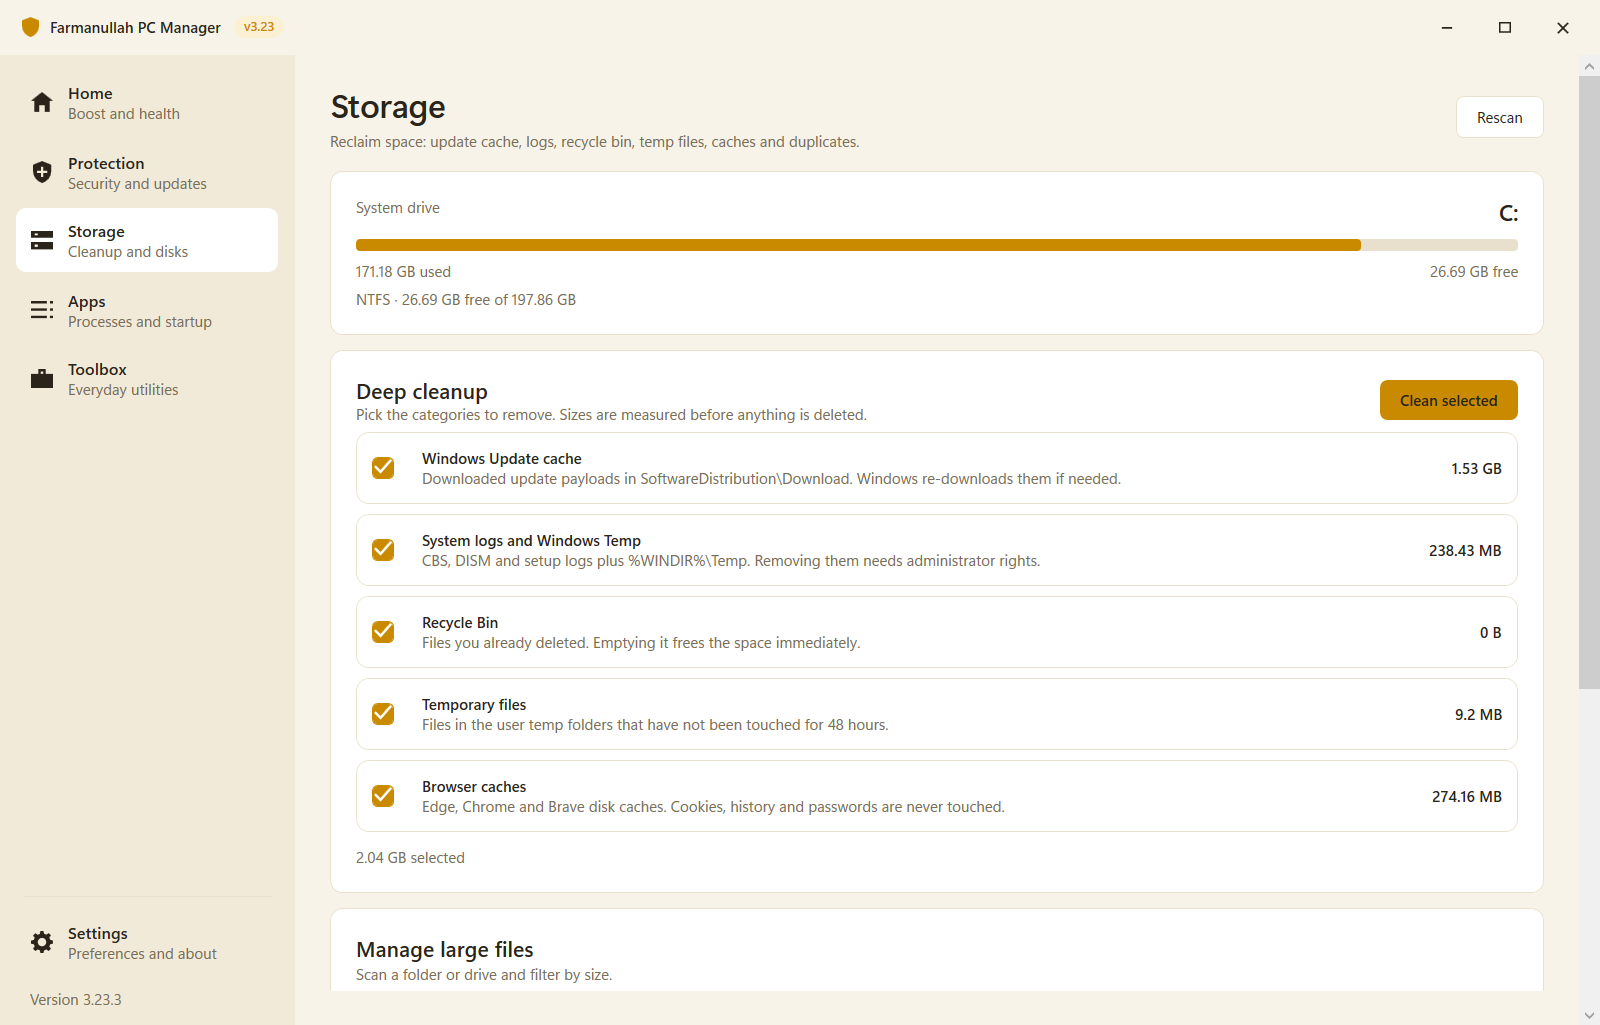 Farmanullah PC Manager v3.23
Home
Boost and health
Protection
Security and updates
Storage
Cleanup and disks
Apps
Processes and startup
Toolbox
Everyday utilities
Settings
Preferences and about
Version 3.23.3
Storage
Reclaim space: update cache, logs, recycle bin, temp files, caches and duplicates.
Rescan
System drive
C:
171.18 GB used
26.69 GB free
NTFS · 26.69 GB free of 197.86 GB
Deep cleanup
Pick the categories to remove. Sizes are measured before anything is deleted.
Clean selected
Windows Update cache
Downloaded update payloads in SoftwareDistribution\Download. Windows re-downloads them if needed.
1.53 GB
System logs and Windows Temp
CBS, DISM and setup logs plus %WINDIR%\Temp. Removing them needs administrator rights.
238.43 MB
Recycle Bin
Files you already deleted. Emptying it frees the space immediately.
0 B
Temporary files
Files in the user temp folders that have not been touched for 48 hours.
9.2 MB
Browser caches
Edge, Chrome and Brave disk caches. Cookies, history and passwords are never touched.
274.16 MB
2.04 GB selected
Manage large files
Scan a folder or drive and filter by size.